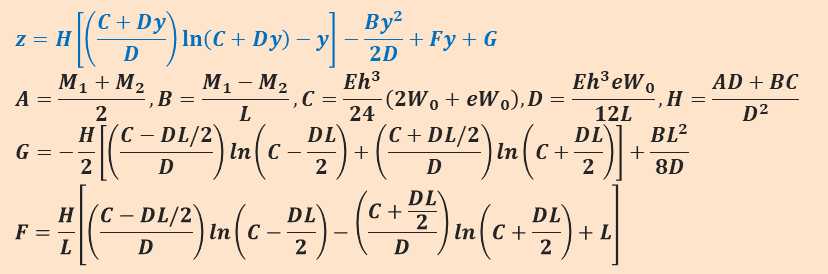 z = H[((C + Dy)/D) ln(C + Dy) − y] − By²/2D + Fy + G
A = (M₁ + M₂)/2, B = (M₁ − M₂)/L, C = Eh³/24 (2W₀ + eW₀), D = Eh³eW₀/12L, H = (AD + BC)/D²
G = −H/2[((C − DL/2)/D) ln(C − DL/2) + ((C + DL/2)/D) ln(C + DL/2)] + BL²/8D
F = H/L[((C − DL/2)/D) ln(C − DL/2) − ((C + DL/2)/D) ln(C + DL/2) + L]